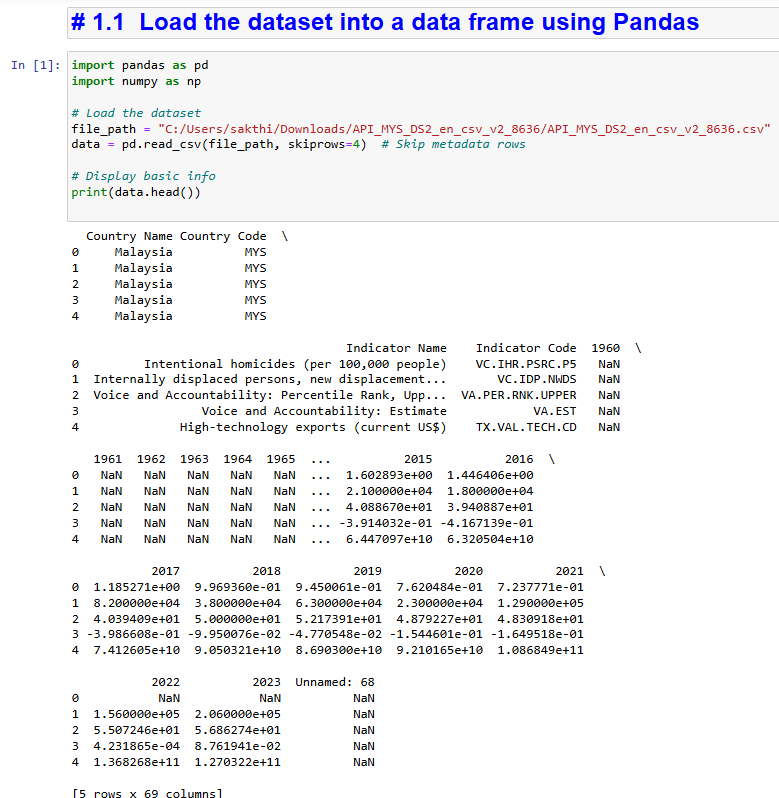 # 1.1 Load the dataset into a data frame using Pandas
In [1]: import pandas as pd
import numpy as np
# Load the dataset
file_path = "C:/Users/sakthi/Downloads/API_MYS_DS2_en_csv_v2_8636/API_MYS_DS2_en_csv_v2_8636.csv"
data = pd.read_csv(file_path, skiprows=4)  # Skip metadata rows
# Display basic info
print(data.head())
Country Name Country Code  \
0     Malaysia          MYS
1     Malaysia          MYS
2     Malaysia          MYS
3     Malaysia          MYS
4     Malaysia          MYS
Indicator Name    Indicator Code  1960  \
0         Intentional homicides (per 100,000 people)    VC.IHR.PSRC.P5   NaN
1  Internally displaced persons, new displacement...       VC.IDP.NWDS   NaN
2  Voice and Accountability: Percentile Rank, Upp...  VA.PER.RNK.UPPER   NaN
3                 Voice and Accountability: Estimate            VA.EST   NaN
4              High-technology exports (current US$)    TX.VAL.TECH.CD   NaN
1961  1962  1963  1964  1965  ...          2015          2016  \
0   NaN   NaN   NaN   NaN   NaN  ...  1.602893e+00  1.446406e+00
1   NaN   NaN   NaN   NaN   NaN  ...  2.100000e+04  1.800000e+04
2   NaN   NaN   NaN   NaN   NaN  ...  4.088670e+01  3.940887e+01
3   NaN   NaN   NaN   NaN   NaN  ... -3.914032e-01 -4.167139e-01
4   NaN   NaN   NaN   NaN   NaN  ...  6.447097e+10  6.320504e+10
2017          2018          2019          2020          2021  \
0  1.185271e+00  9.969360e-01  9.450061e-01  7.620484e-01  7.237771e-01
1  8.200000e+04  3.800000e+04  6.300000e+04  2.300000e+04  1.290000e+05
2  4.039409e+01  5.000000e+01  5.217391e+01  4.879227e+01  4.830918e+01
3 -3.986608e-01 -9.950076e-02 -4.770548e-02 -1.544601e-01 -1.649518e-01
4  7.412605e+10  9.050321e+10  8.690300e+10  9.210165e+10  1.086849e+11
2022          2023  Unnamed: 68
0           NaN           NaN          NaN
1  1.560000e+05  2.060000e+05          NaN
2  5.507246e+01  5.686274e+01          NaN
3  4.231865e-04  8.761941e-02          NaN
4  1.368268e+11  1.270322e+11          NaN
[5 rows x 69 columns]